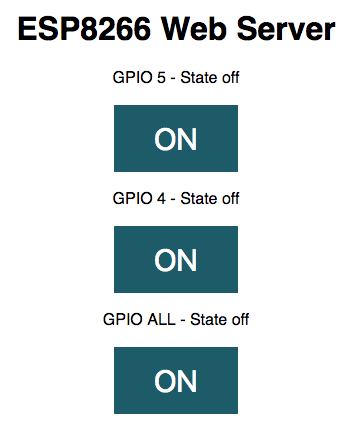 ESP8266 Web Server
GPIO 5 - State off
ON
GPIO 4 - State off
ON
GPIO ALL - State off
ON